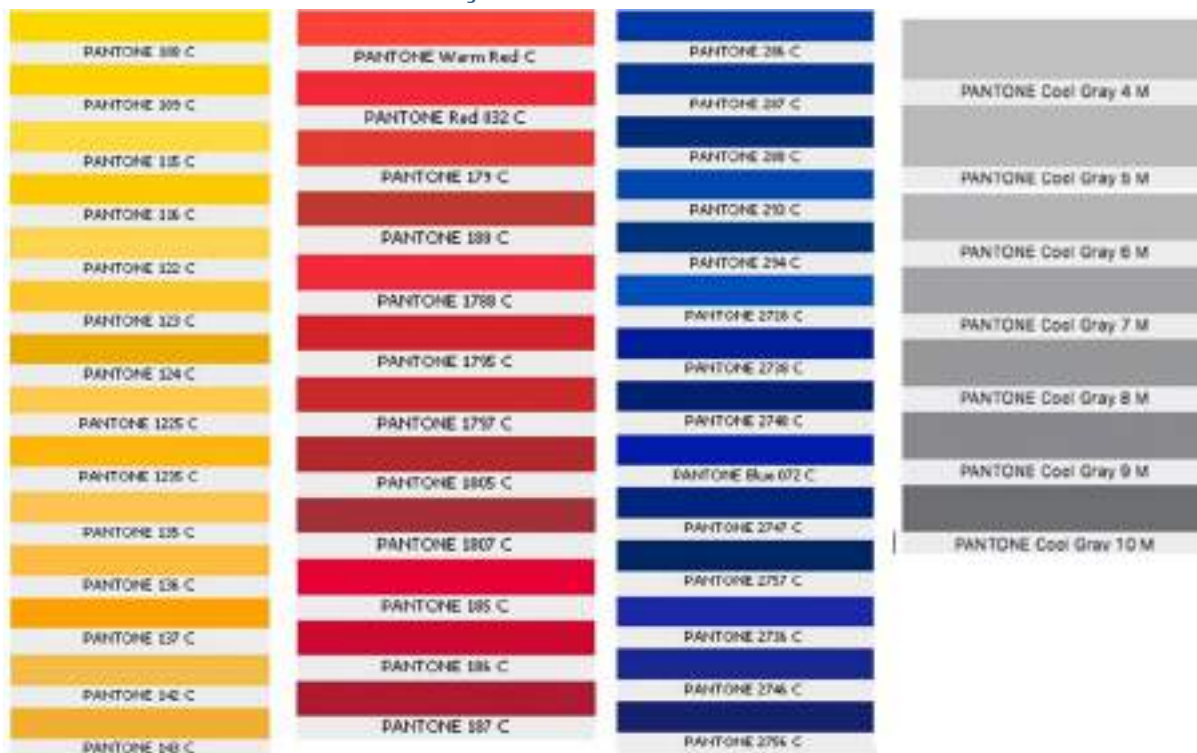 PANTONE 109 C
PANTONE 115 C
PANTONE 116 C
PANTONE 122 C
PANTONE 123 C
PANTONE 124 C
PANTONE 1225 C
PANTONE 1235 C
PANTONE 135 C
PANTONE 136 C
PANTONE 137 C
PANTONE 142 C
PANTONE 143 C
PANTONE Warm Red C
PANTONE Red 032 C
PANTONE 179 C
PANTONE 1788 C
PANTONE 1795 C
PANTONE 1797 C
PANTONE 1805 C
PANTONE 1807 C
PANTONE 185 C
PANTONE 186 C
PANTONE 187 C
PANTONE 286 C
PANTONE 287 C
PANTONE 288 C
PANTONE 293 C
PANTONE 294 C
PANTONE 2728 C
PANTONE 2738 C
PANTONE 2748 C
PANTONE Blue 072 C
PANTONE 2747 C
PANTONE 2757 C
PANTONE 2736 C
PANTONE 2746 C
PANTONE 2756 C
PANTONE Cool Gray 4 M
PANTONE Cool Gray 5 M
PANTONE Cool Gray 6 M
PANTONE Cool Gray 7 M
PANTONE Cool Gray 8 M
PANTONE Cool Gray 9 M
PANTONE Cool Gray 10 M